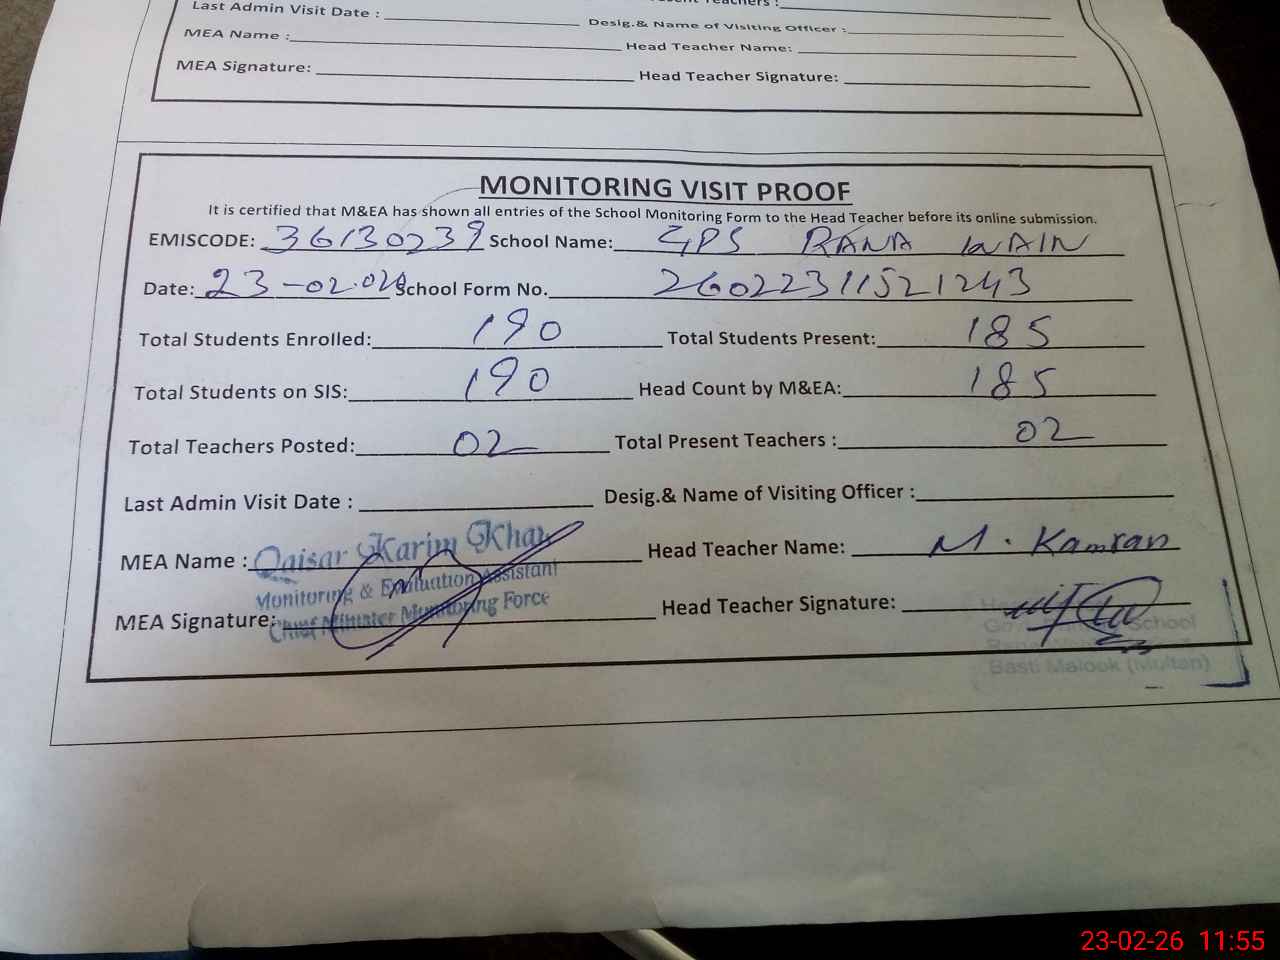 Last Admin Visit Date : Desig.& Name of Visiting Officer :
MEA Name : Head Teacher Name:
MEA Signature: Head Teacher Signature:
MONITORING VISIT PROOF
It is certified that M&EA has shown all entries of the School Monitoring Form to the Head Teacher before its online submission.
EMISCODE: 36130239 School Name: GPS RANA WAIN
Date: 23-02.026 School Form No. 26022311521243
Total Students Enrolled: 190 Total Students Present: 185
Total Students on SIS: 190 Head Count by M&EA: 185
Total Teachers Posted: 02 Total Present Teachers : 02
Last Admin Visit Date : Desig.& Name of Visiting Officer :
MEA Name : Qaisar Karim Khan Head Teacher Name: M. Kamran
Monitoring & Evaluation Assistant
MEA Signature: Chief Minister Monitoring Force Head Teacher Signature:
School
Basti Malook (Multan)
23-02-26 11:55